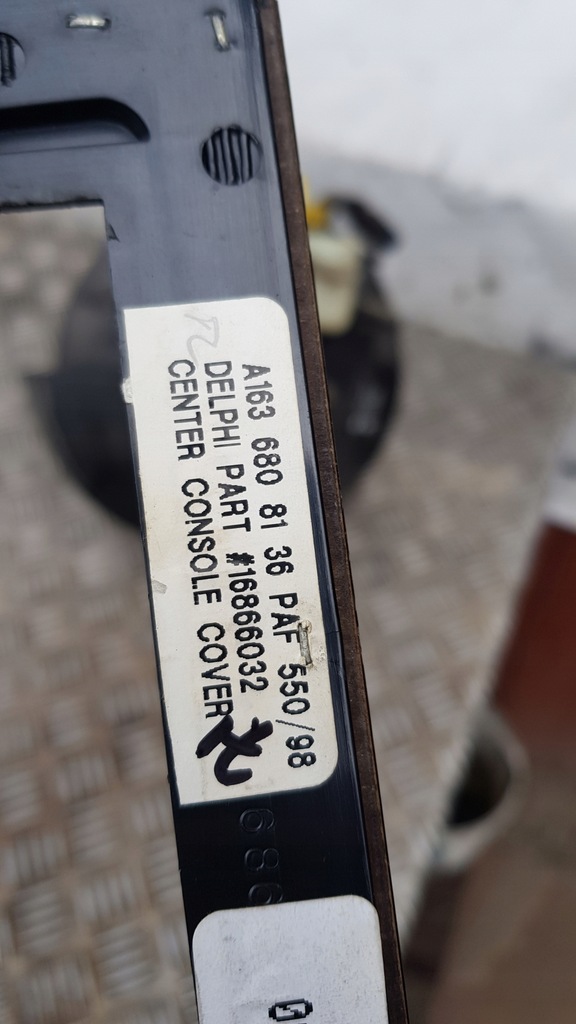 A163 680 81 36 PAF 550/98
DELPHI PART #16866032
CENTER CONSOLE COVER